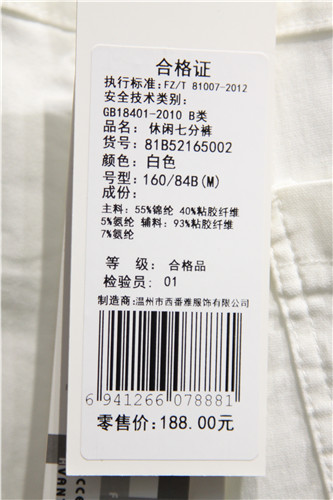 合格证
执行标准:FZ/T 81007-2012
安全技术类别:
GB18401-2010 B类
品名: 休闲七分裤
货号: 81B52165002
颜色: 白色
号型: 160/84B(M)
成份:
主料: 55%锦纶 40%粘胶纤维
5%氨纶 辅料: 93%粘胶纤维
7%氨纶
等 级: 合格品
检验员: 01
制造商:温州市西番雅服饰有限公司
6 941266 078881
零售价:188.00元